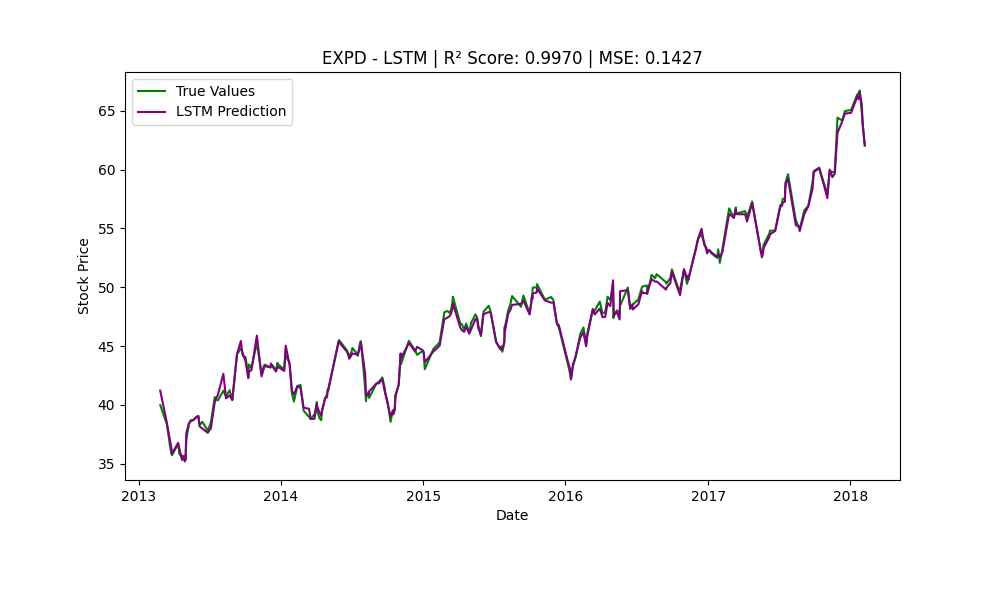 EXPD - LSTM | R² Score: 0.9970 | MSE: 0.1427
True Values
LSTM Prediction
Stock Price
65
60
55
50
45
40
35
2013 2014 2015 2016 2017 2018
Date